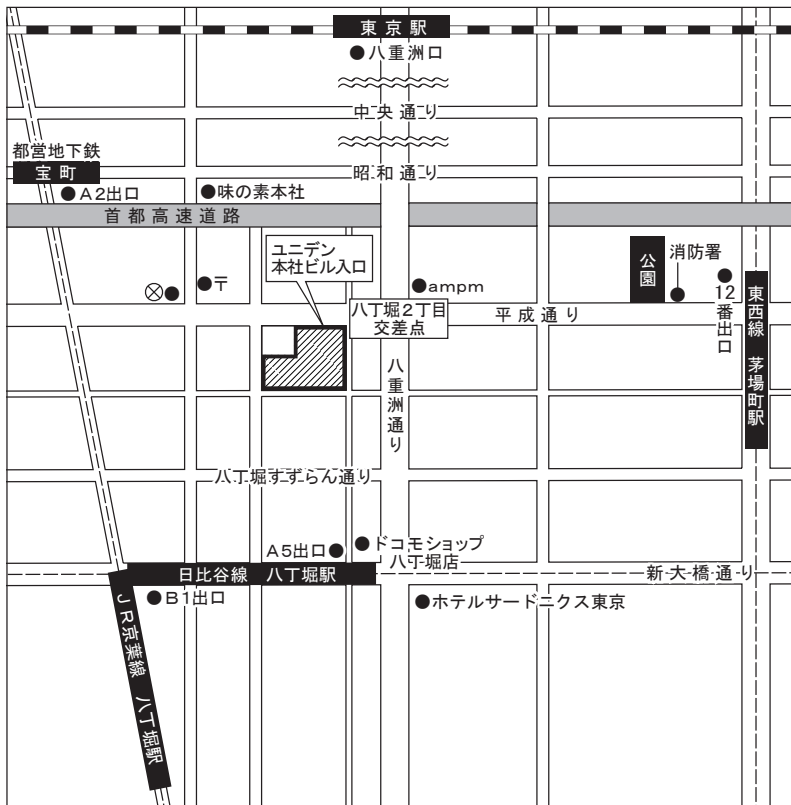 東京駅
八重洲口
中央通り
都営地下鉄
宝町
昭和通り
A2出口
味の素本社
首都高速道路
ユニデン
本社ビル入口
公園
消防署
〒
ampm
12番出口
八丁堀2丁目
交差点
平成通り
東西線 茅場町駅
八重洲通り
八丁堀すずらん通り
A5出口
ドコモショップ
八丁堀店
日比谷線 八丁堀駅
新大橋通り
B1出口
ホテルサードニクス東京
JR京葉線 八丁堀駅